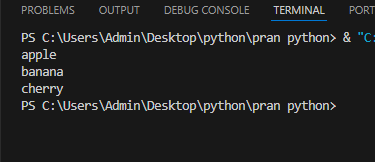 PROBLEMS OUTPUT DEBUG CONSOLE TERMINAL PORT
PS C:\Users\Admin\Desktop\python\pran python> & "C:
apple
banana
cherry
PS C:\Users\Admin\Desktop\python\pran python>